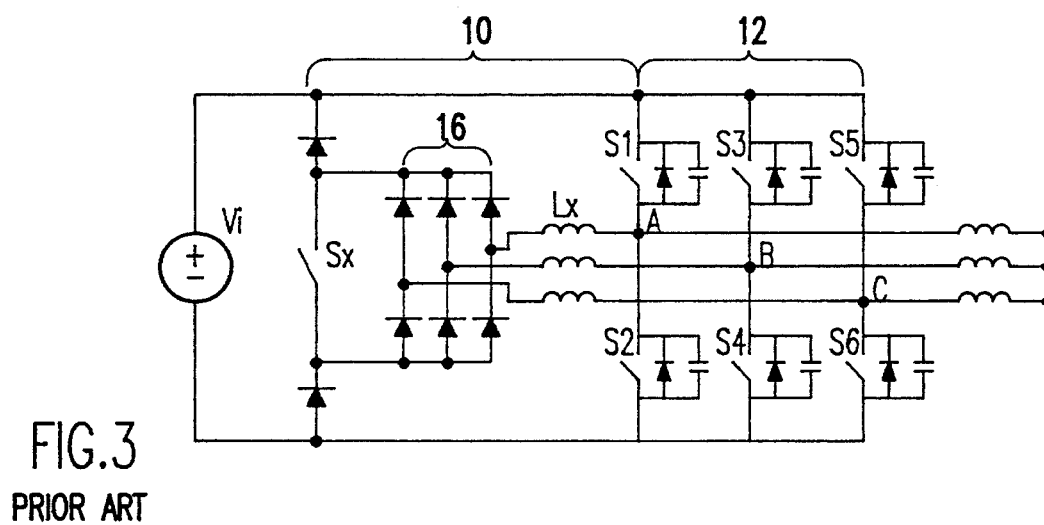 10 12
16
S1 S3 S5
Lx
A
Vi
Sx
B
C
+
-
S2 S4 S6
FIG.3
PRIOR ART